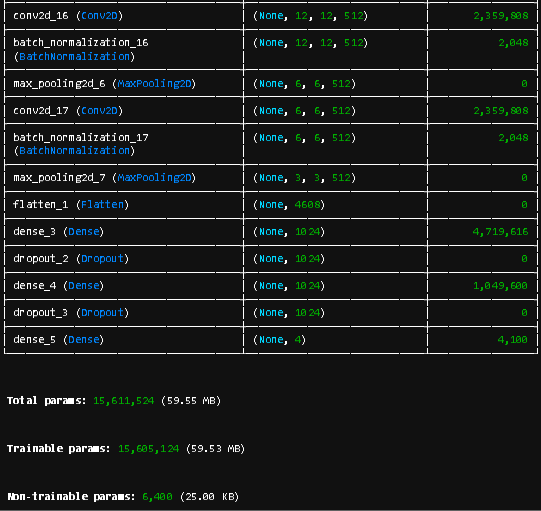 conv2d_16 (Conv2D) (None, 12, 12, 512) 2,359,808
batch_normalization_16 (None, 12, 12, 512) 2,048
(BatchNormalization)
max_pooling2d_6 (MaxPooling2D) (None, 6, 6, 512) 0
conv2d_17 (Conv2D) (None, 6, 6, 512) 2,359,808
batch_normalization_17 (None, 6, 6, 512) 2,048
(BatchNormalization)
max_pooling2d_7 (MaxPooling2D) (None, 3, 3, 512) 0
flatten_1 (Flatten) (None, 4608) 0
dense_3 (Dense) (None, 1024) 4,719,616
dropout_2 (Dropout) (None, 1024) 0
dense_4 (Dense) (None, 1024) 1,049,600
dropout_3 (Dropout) (None, 1024) 0
dense_5 (Dense) (None, 4) 4,100
Total params: 15,611,524 (59.55 MB)
Trainable params: 15,605,124 (59.53 MB)
Non-trainable params: 6,400 (25.00 KB)